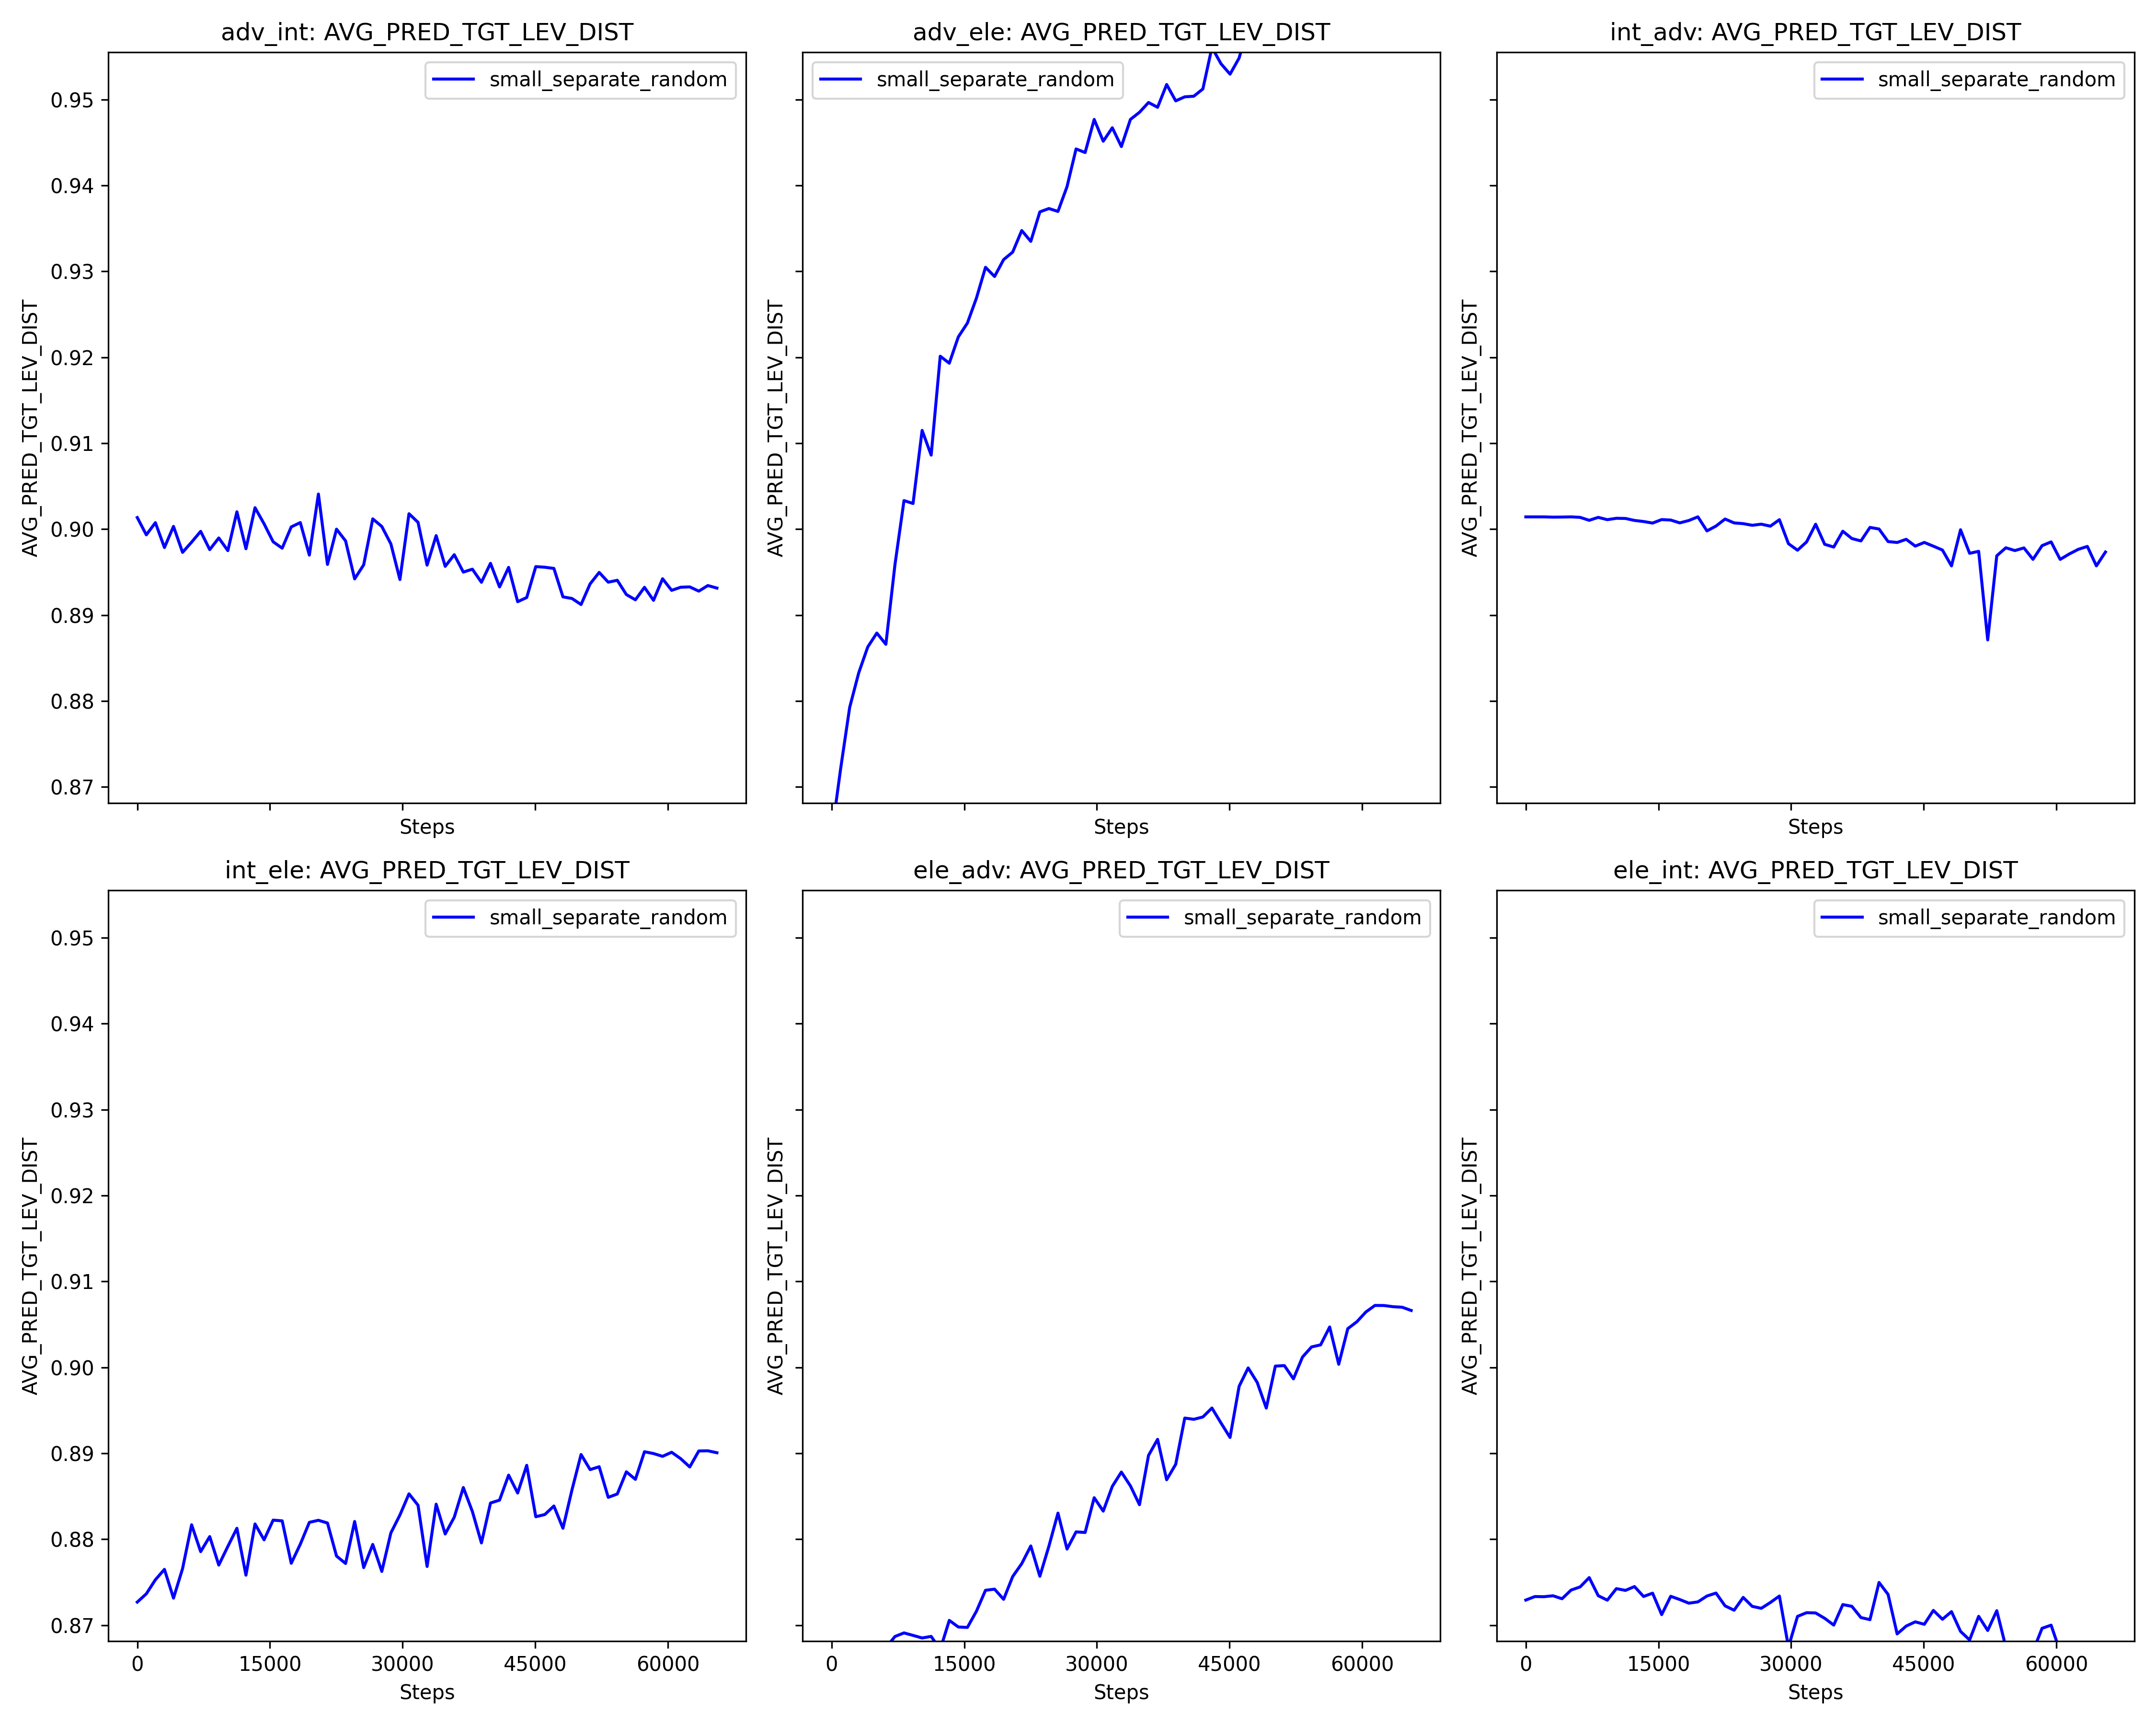 adv_int: AVG_PRED_TGT_LEV_DIST
small_separate_random
0.95
0.94
0.93
0.92
0.91
0.90
0.89
0.88
0.87
AVG_PRED_TGT_LEV_DIST
Steps
adv_ele: AVG_PRED_TGT_LEV_DIST
small_separate_random
AVG_PRED_TGT_LEV_DIST
Steps
int_adv: AVG_PRED_TGT_LEV_DIST
small_separate_random
AVG_PRED_TGT_LEV_DIST
Steps
int_ele: AVG_PRED_TGT_LEV_DIST
small_separate_random
0.95
0.94
0.93
0.92
0.91
0.90
0.89
0.88
0.87
AVG_PRED_TGT_LEV_DIST
0 15000 30000 45000 60000
Steps
ele_adv: AVG_PRED_TGT_LEV_DIST
small_separate_random
AVG_PRED_TGT_LEV_DIST
0 15000 30000 45000 60000
Steps
ele_int: AVG_PRED_TGT_LEV_DIST
small_separate_random
AVG_PRED_TGT_LEV_DIST
0 15000 30000 45000 60000
Steps